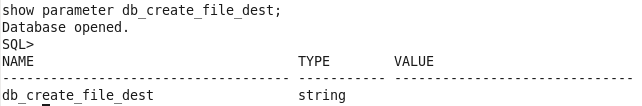 show parameter db_create_file_dest;
Database opened.
SQL>
NAME                                 TYPE        VALUE
------------------------------------ ----------- ------------------------------
db_create_file_dest                  string